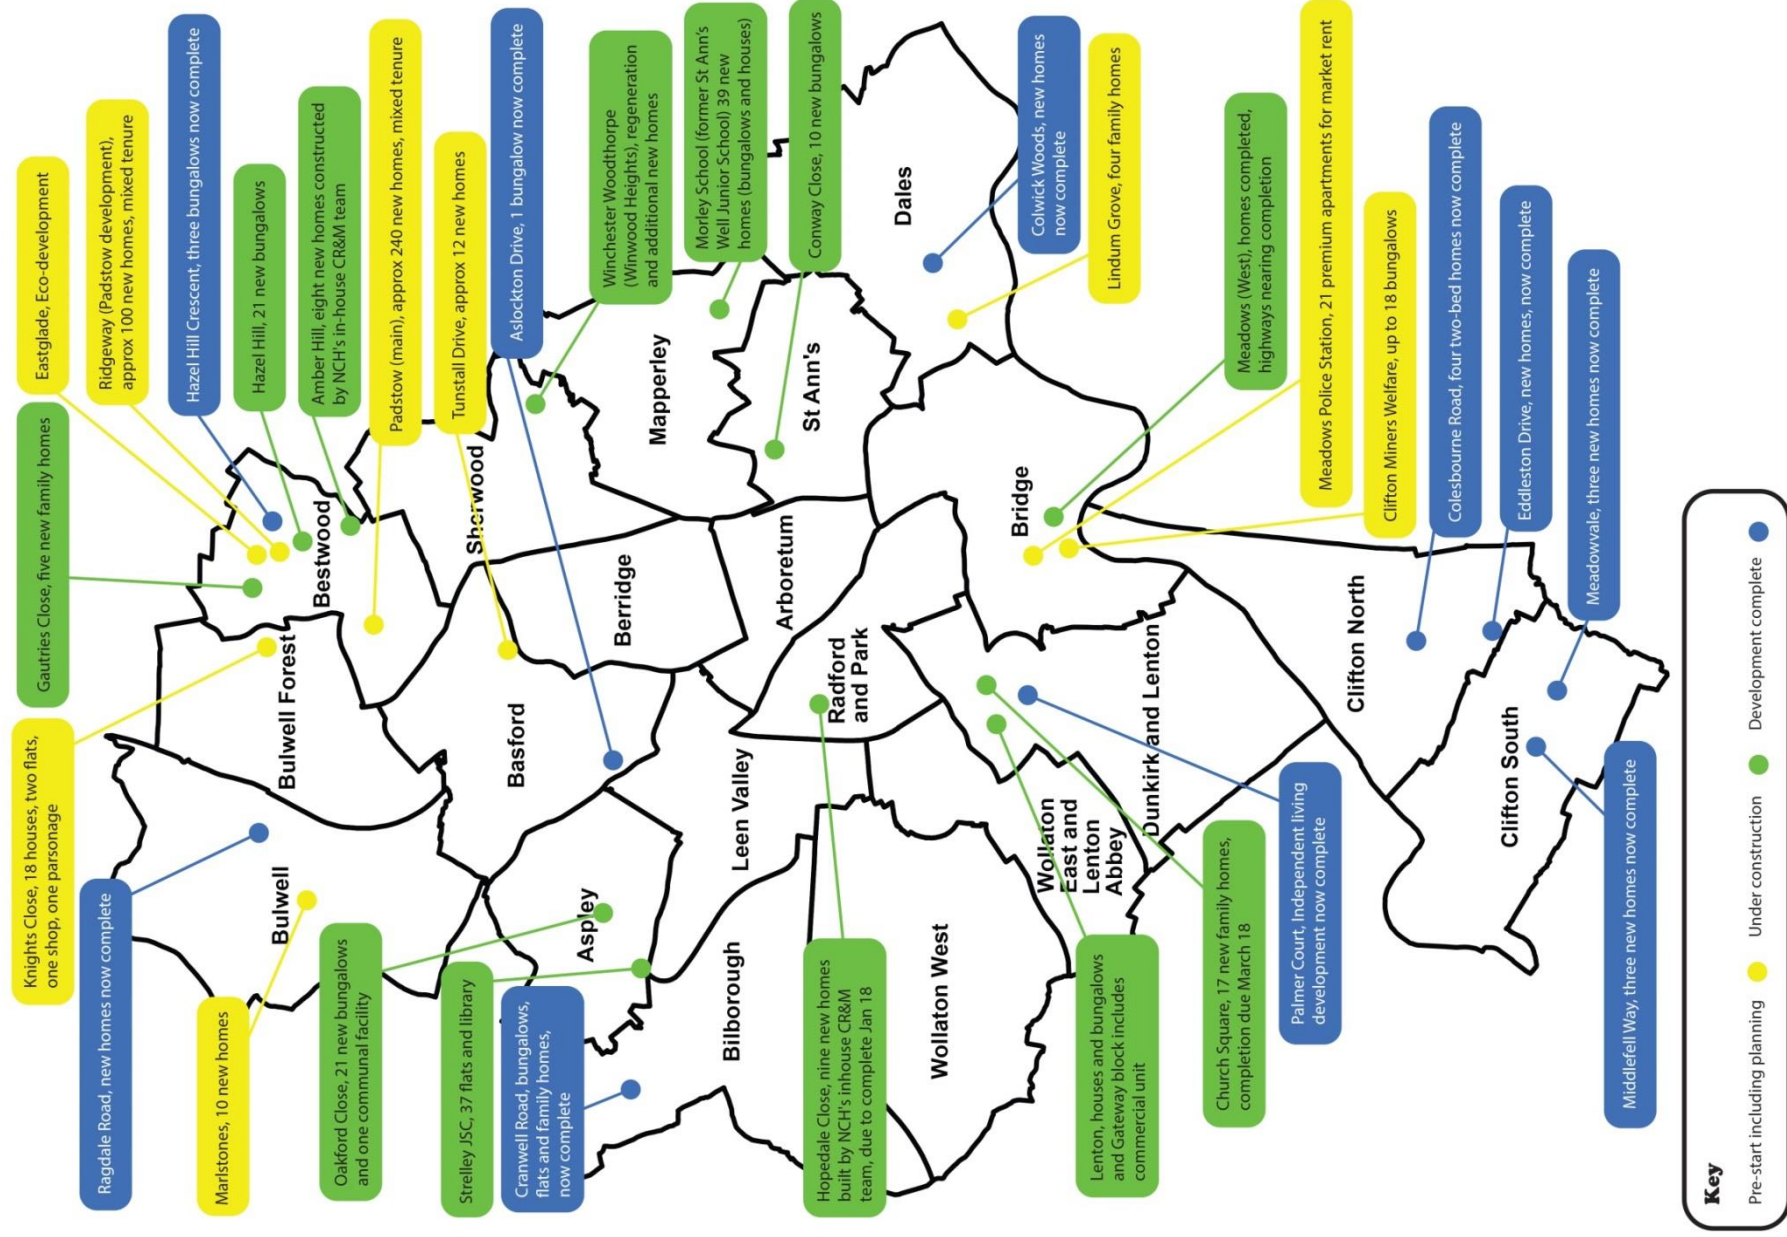 Knights Close, 18 houses, two flats,
one shop, one parsonage
Gautries Close, five new family homes
Eastglade, Eco-development
Ridgeway (Padstow development),
approx 100 new homes, mixed tenure
Hazel Hill Crescent, three bungalows now complete
Hazel Hill, 21 new bungalows
Amber Hill, eight new homes constructed
by NCH's in-house CR&M team
Padstow (main), approx 240 new homes, mixed tenure
Tunstall Drive, approx 12 new homes
Aslockton Drive, 1 bungalow now complete
Winchester Woodthorpe
(Winwood Heights), regeneration
and additional new homes
Morley School (former St Ann's
Well Junior School) 39 new
homes (bungalows and houses)
Conway Close, 10 new bungalows
Colwick Woods, new homes
now complete
Lindum Grove, four family homes
Meadows (West), homes completed,
highways nearing completion
Meadows Police Station, 21 premium apartments for market rent
Clifton Miners Welfare, up to 18 bungalows
Colesbourne Road, four two-bed homes now complete
Eddleston Drive, new homes, now complete
Meadowvale, three new homes now complete
Ragdale Road, new homes now complete
Marlstones, 10 new homes
Oakford Close, 21 new bungalows
and one communal facility
Strelley JSC, 37 flats and library
Cranwell Road, bungalows,
flats and family homes,
now complete
Hopedale Close, nine new homes
built by NCH's inhouse CR&M
team, due to complete Jan 18
Lenton, houses and bungalows
and Gateway block includes
commercial unit
Church Square, 17 new family homes,
completion due March 18
Palmer Court, Independent living
development now complete
Middlefell Way, three new homes now complete
Bulwell
Bulwell Forest
Bestwood
Sherwood
Basford
Berridge
Mapperley
St Ann's
Dales
Aspley
Leen Valley
Arboretum
Radford
and Park
Bilborough
Wollaton West
Wollaton
East and
Lenton
Abbey
Dunkirk and Lenton
Bridge
Clifton North
Clifton South
Key
Pre-start including planning
Under construction
Development complete